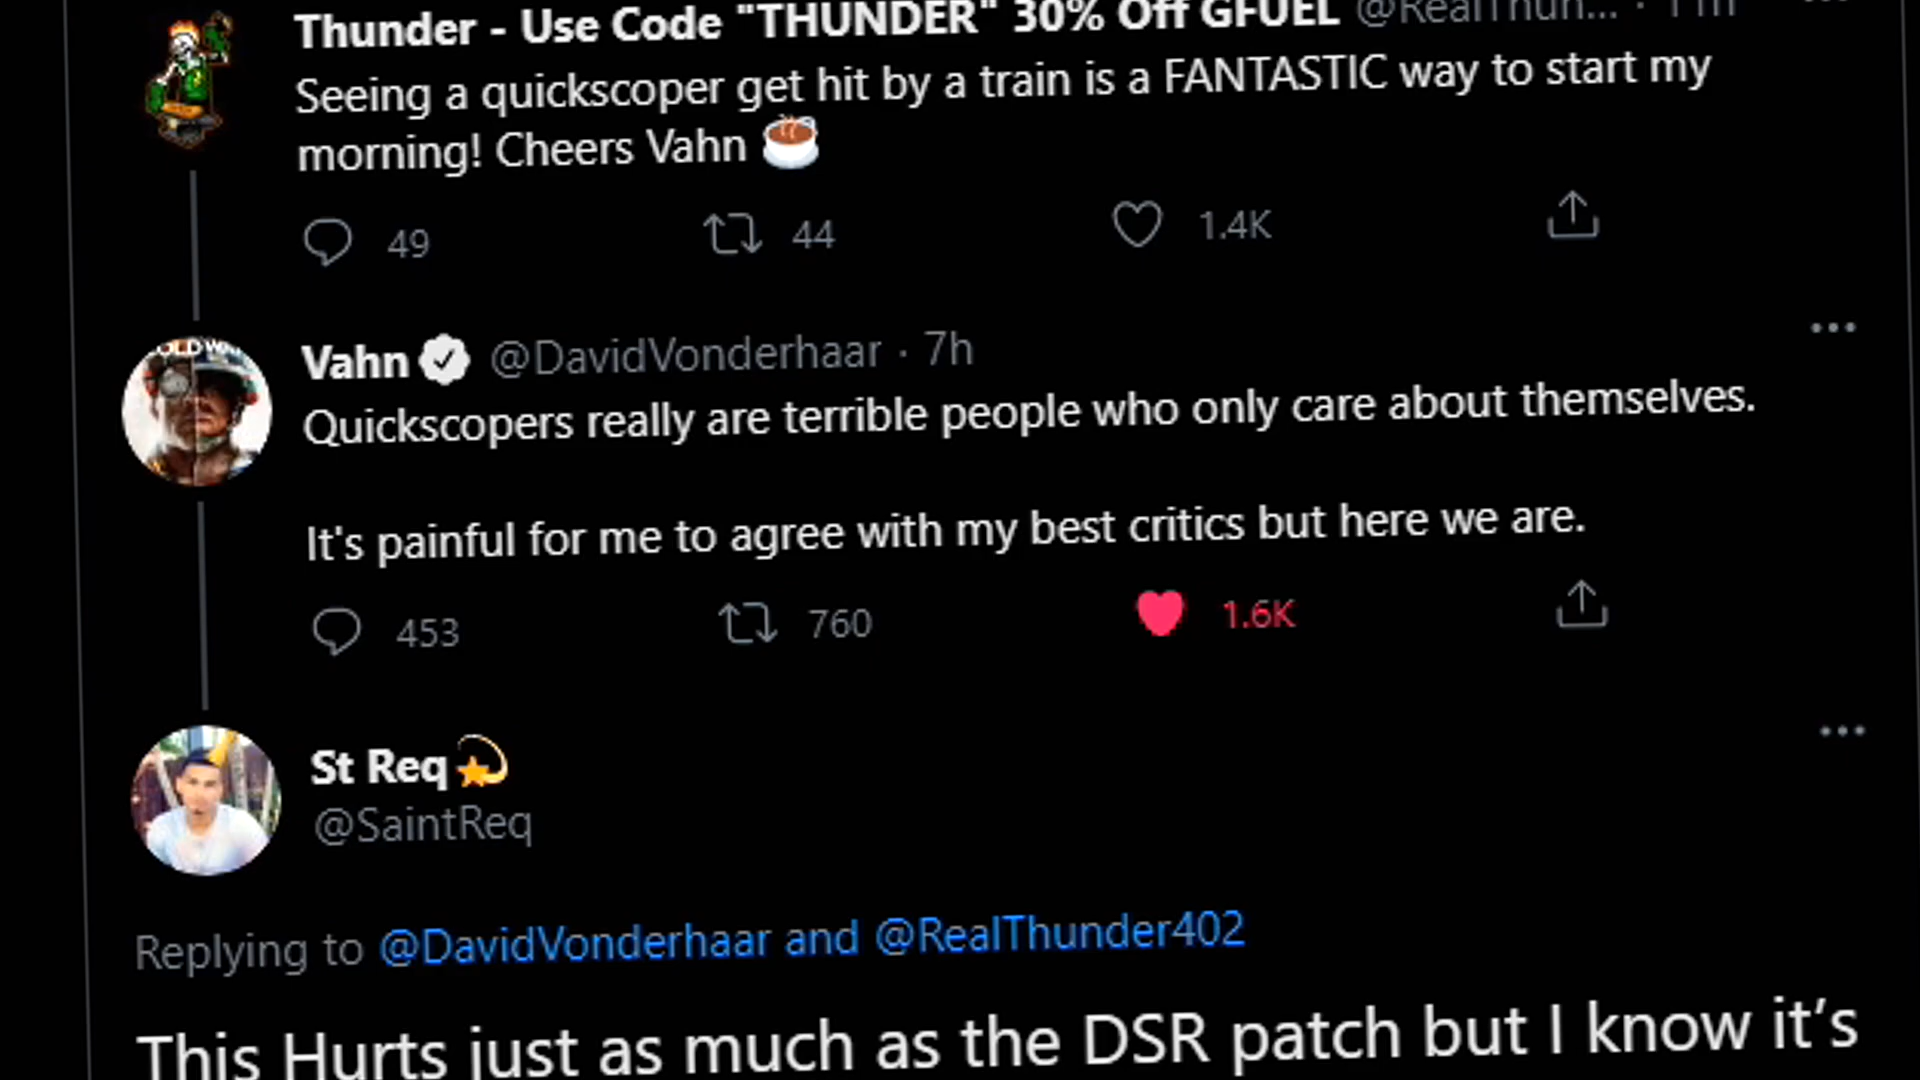 Thunder - Use Code "THUNDER" 30% Off GFUEL @RealThun... · 11h
Seeing a quickscoper get hit by a train is a FANTASTIC way to start my
morning! Cheers Vahn
49 44 1.4K
Vahn @DavidVonderhaar · 7h
Quickscopers really are terrible people who only care about themselves.
It's painful for me to agree with my best critics but here we are.
453 760 1.6K
St Req
@SaintReq
Replying to @DavidVonderhaar and @RealThunder402
This Hurts just as much as the DSR patch but I know it’s